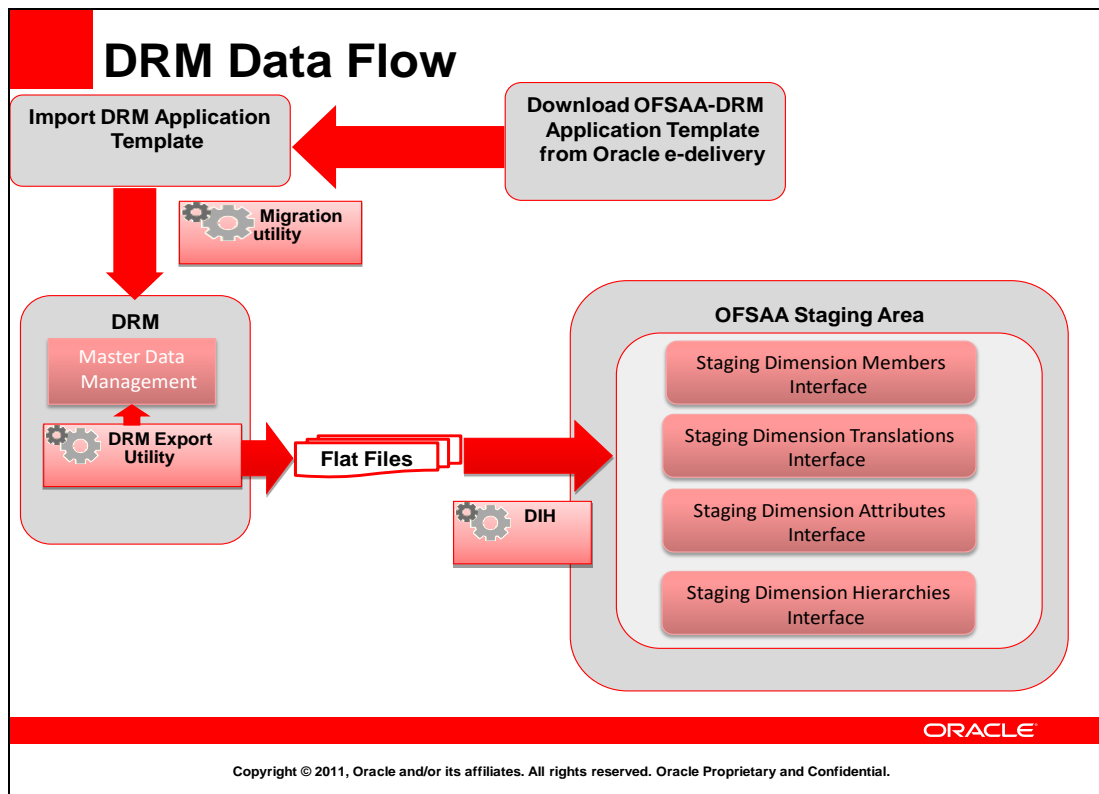 DRM Data Flow
Import DRM Application
Template
Download OFSAA-DRM
Application Template
from Oracle e-delivery
Migration
utility
DRM
Master Data
Management
DRM Export
Utility
Flat Files
DIH
OFSAA Staging Area
Staging Dimension Members
Interface
Staging Dimension Translations
Interface
Staging Dimension Attributes
Interface
Staging Dimension Hierarchies
Interface
ORACLE
Copyright © 2011, Oracle and/or its affiliates. All rights reserved. Oracle Proprietary and Confidential.